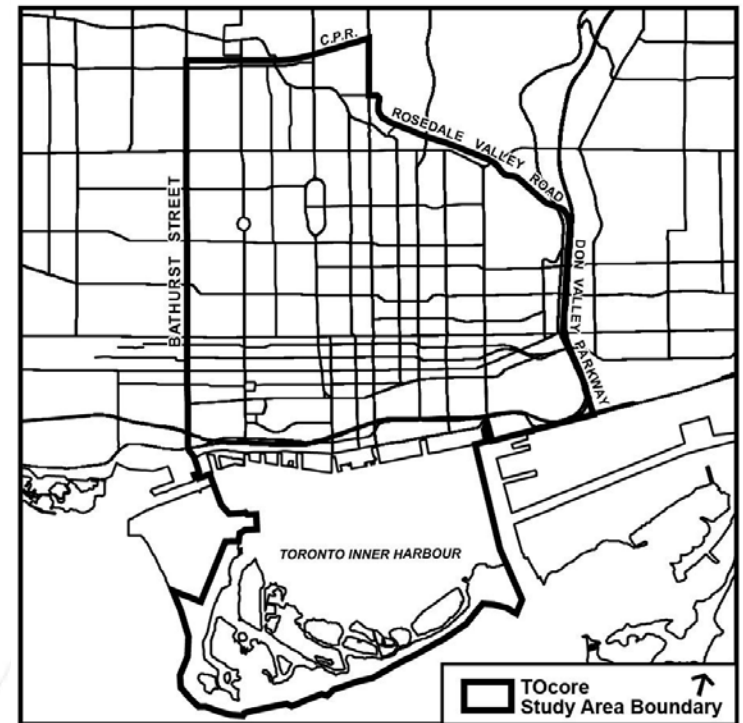 C.P.R.
ROSEDALE VALLEY ROAD
BATHURST STREET
DON VALLEY PARKWAY
TORONTO INNER HARBOUR
TOcore
Study Area Boundary